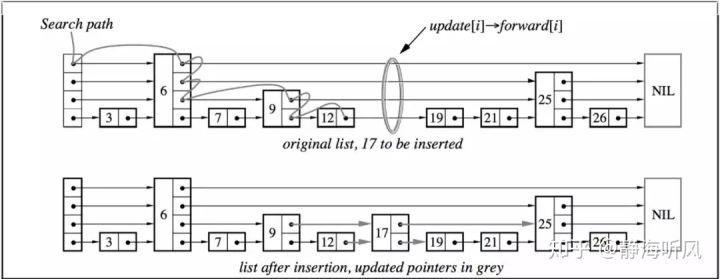 Search path
update[i]→forward[i]
6
25
NIL
9
3
7
12
19
21
26
original list, 17 to be inserted
6
25
NIL
9
17
3
7
12
19
21
26
list after insertion, updated pointers in grey
知乎 @静海听风